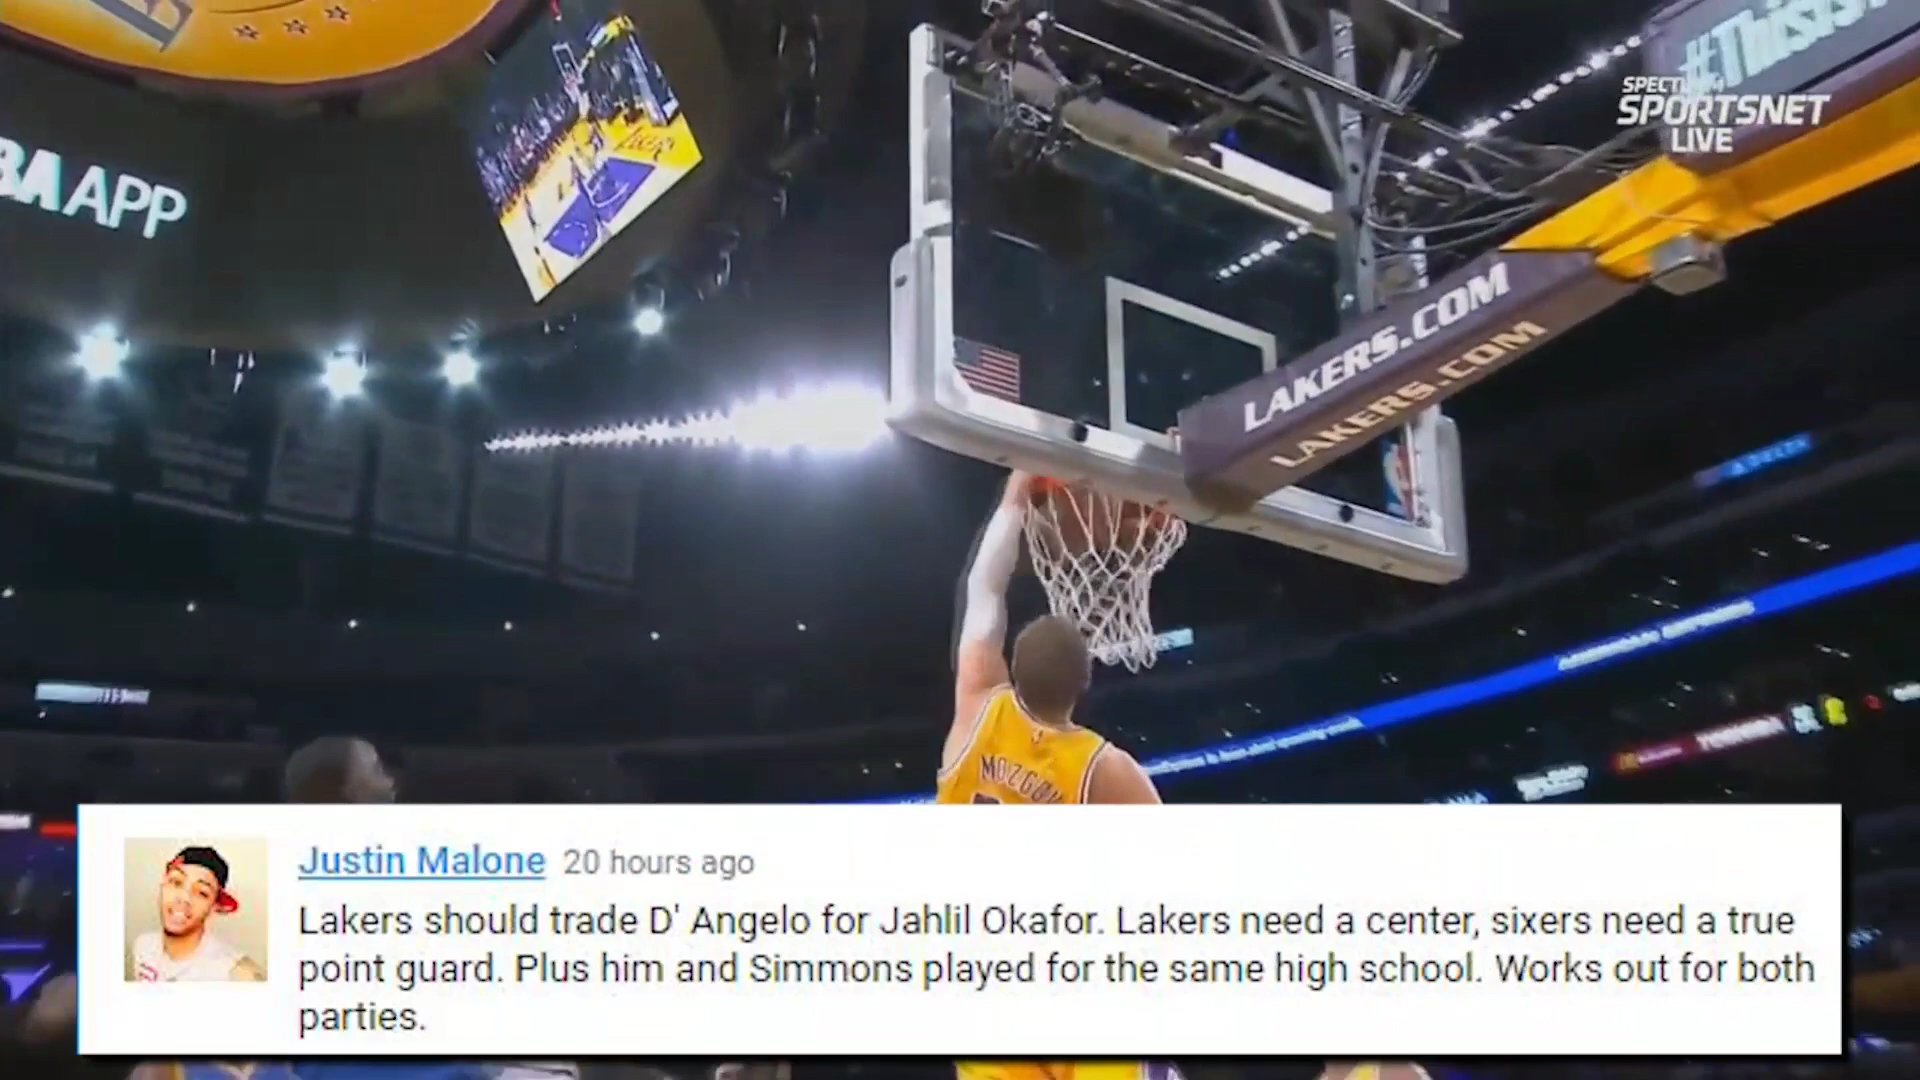 #Thisis
SPECTRUM
SPORTSNET
LIVE
BA APP
LAKERS.COM
LAKERS.COM
DELTA
MOZGOV
Justin Malone 20 hours ago
Lakers should trade D' Angelo for Jahlil Okafor. Lakers need a center, sixers need a true
point guard. Plus him and Simmons played for the same high school. Works out for both
parties.